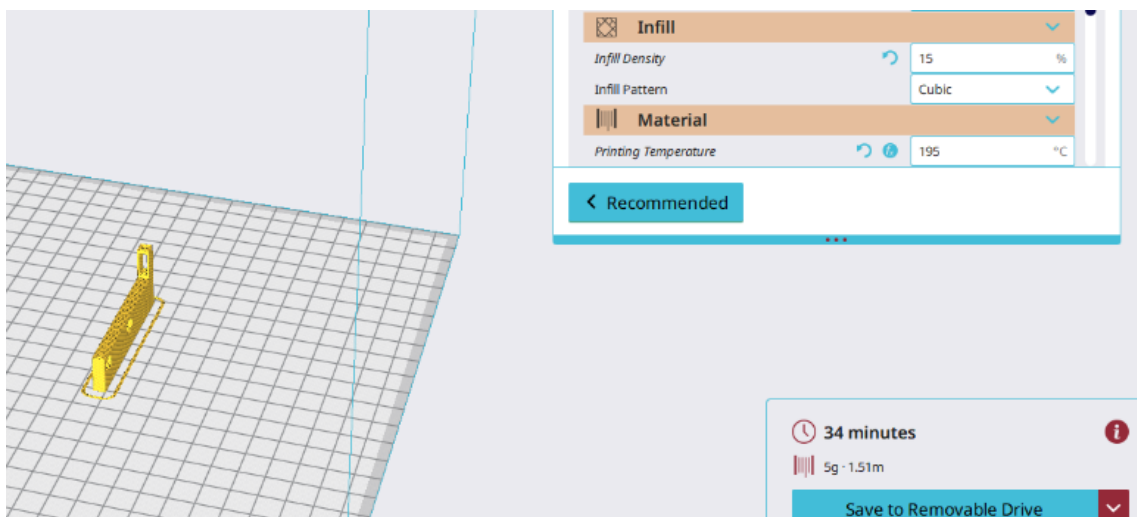 Infill
Infill Density 15 %
Infill Pattern Cubic
Material
Printing Temperature 195 °C
Recommended
34 minutes
5g · 1.51m
Save to Removable Drive